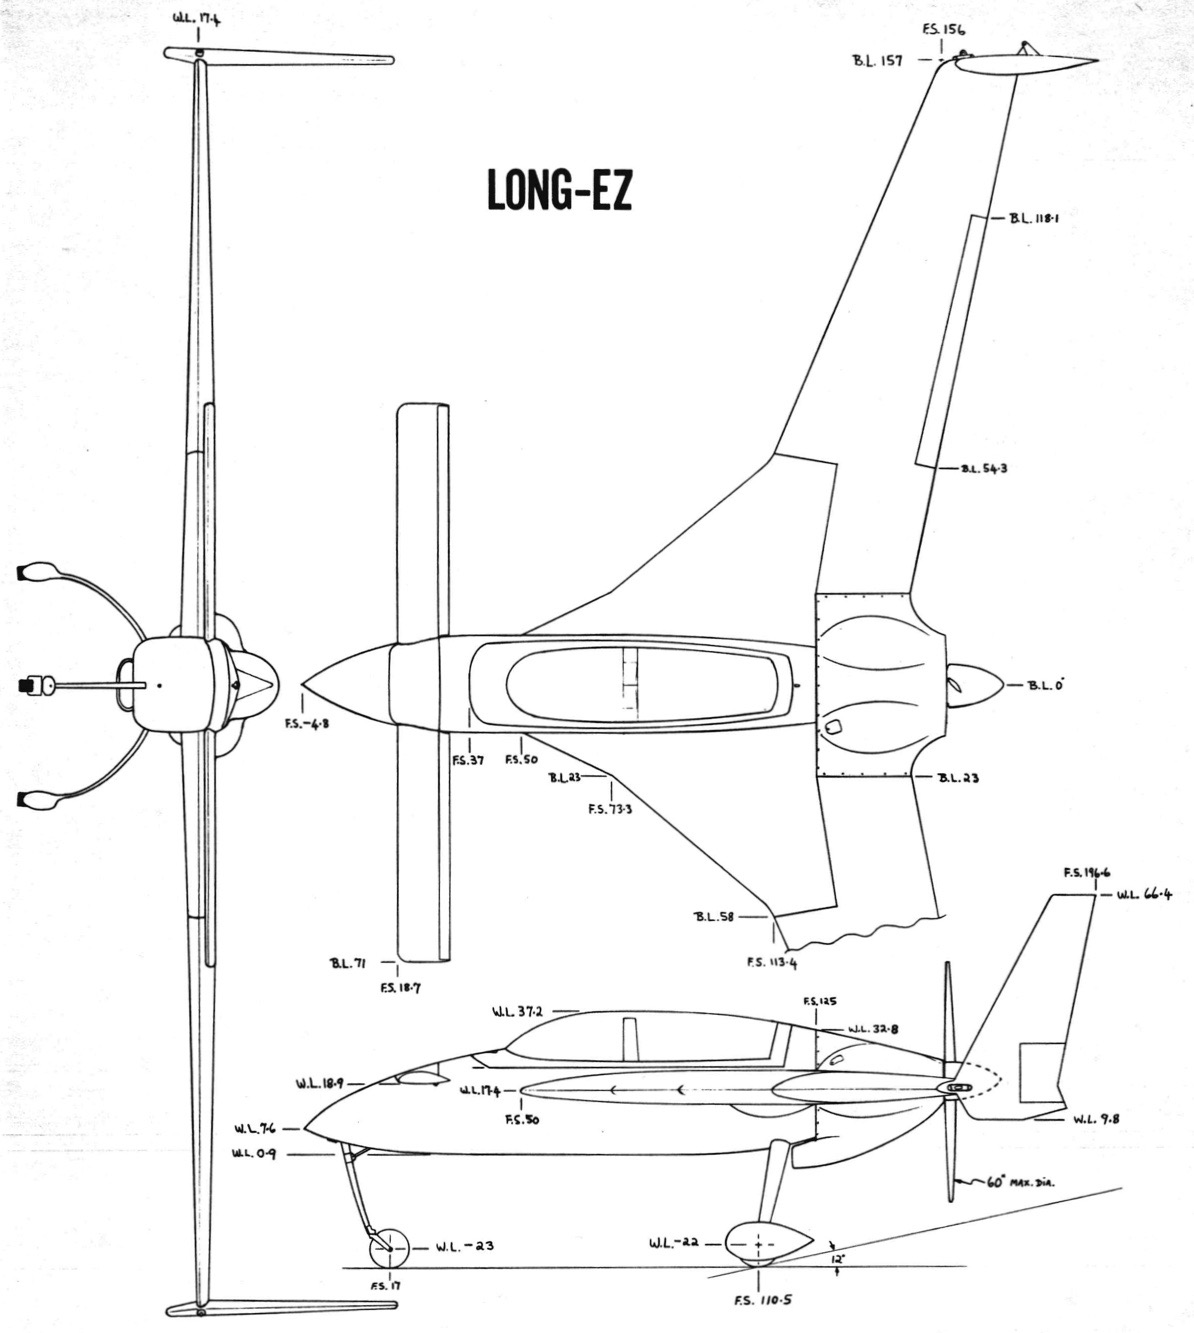 W.L. 17.4
F.S. 156
B.L. 157
LONG-EZ
B.L. 118.1
B.L. 54.3
B.L. 0"
F.S. -4.8
F.S. 37
F.S. 50
B.L. 23
F.S. 73.3
B.L. 23
B.L. 58
F.S. 113.4
B.L. 71
F.S. 18.7
F.S. 196.6
W.L. 66.4
W.L. 37.2
F.S. 125
W.L. 32.8
W.L. 18.9
W.L. 17.4
F.S. 50
W.L. 7.6
W.L. 0.9
W.L. 9.8
60" MAX. DIA.
W.L. -23
W.L. -22
12°
F.S. 17
F.S. 110.5